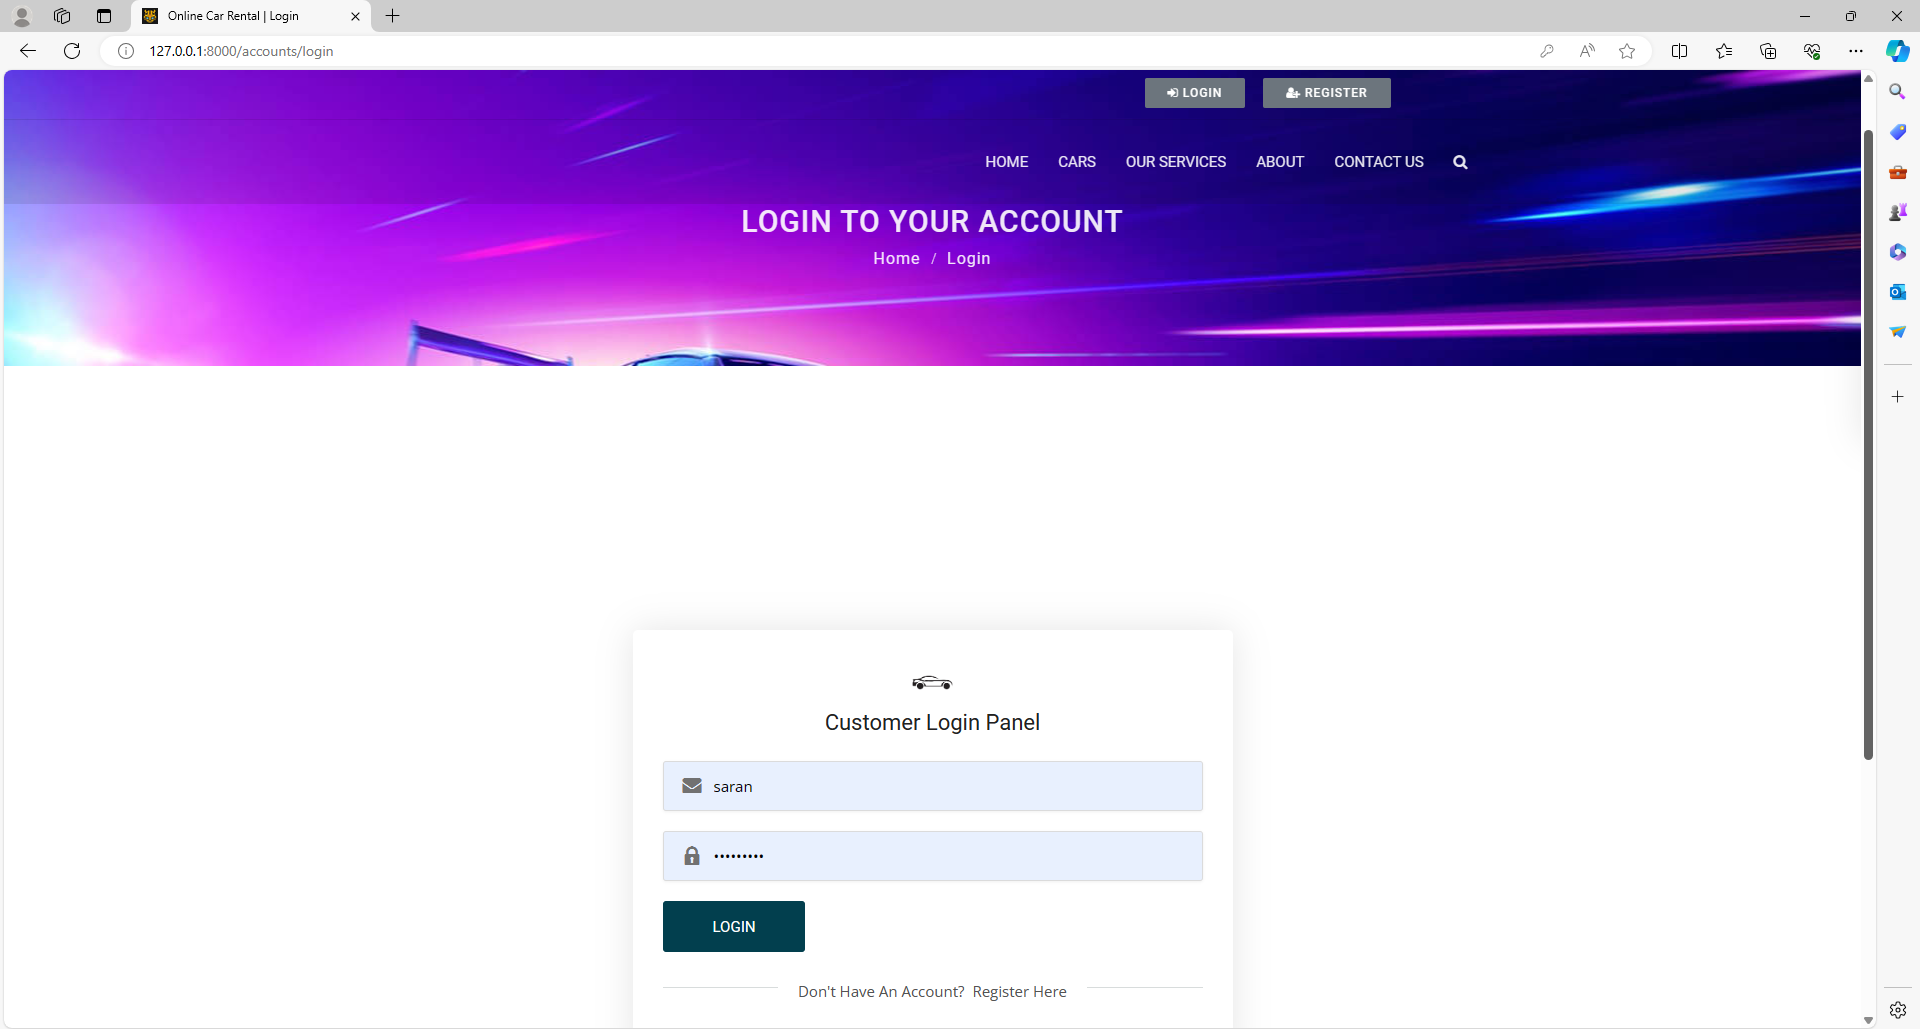 Online Car Rental | Login
127.0.0.1:8000/accounts/login
LOGIN
REGISTER
HOME CARS OUR SERVICES ABOUT CONTACT US
LOGIN TO YOUR ACCOUNT
Home / Login
Customer Login Panel
saran
•••••••••
LOGIN
Don't Have An Account? Register Here